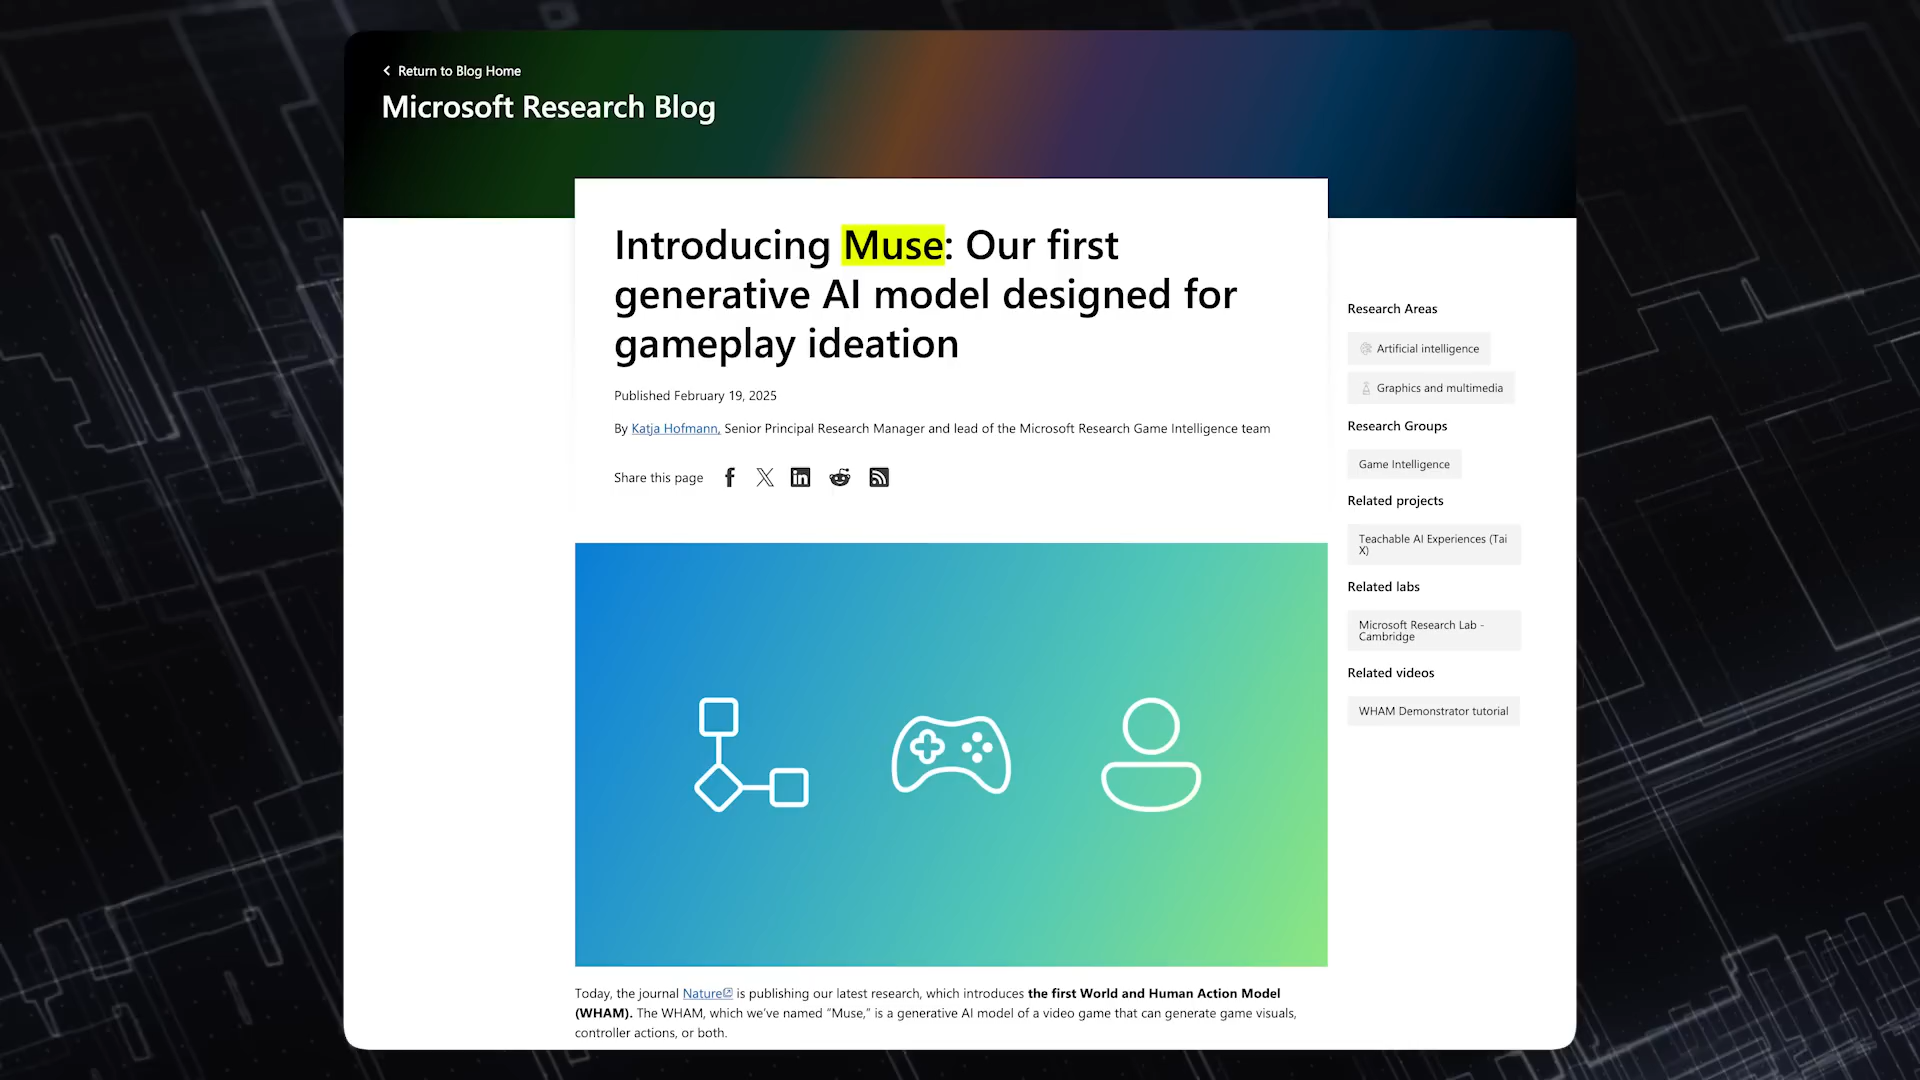 Return to Blog Home
Microsoft Research Blog
Introducing Muse: Our first
generative AI model designed for
gameplay ideation
Published February 19, 2025
By Katja Hofmann, Senior Principal Research Manager and lead of the Microsoft Research Game Intelligence team
Share this page
Today, the journal Nature is publishing our latest research, which introduces the first World and Human Action Model
(WHAM). The WHAM, which we’ve named “Muse,” is a generative AI model of a video game that can generate game visuals,
controller actions, or both.
Research Areas
Artificial intelligence
Graphics and multimedia
Research Groups
Game Intelligence
Related projects
Teachable AI Experiences (Tai
X)
Related labs
Microsoft Research Lab -
Cambridge
Related videos
WHAM Demonstrator tutorial